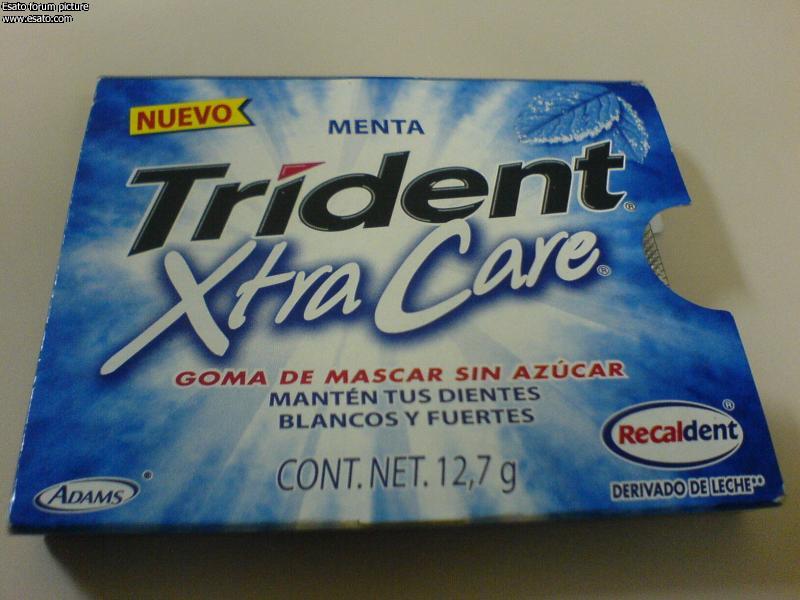 Esato forum picture
www.esato.com
NUEVO
MENTA
Trident®
Xtra Care®
GOMA DE MASCAR SIN AZÚCAR
MANTÉN TUS DIENTES
BLANCOS Y FUERTES
CONT. NET. 12,7 g
Recaldent®
DERIVADO DE LECHE**
ADAMS®